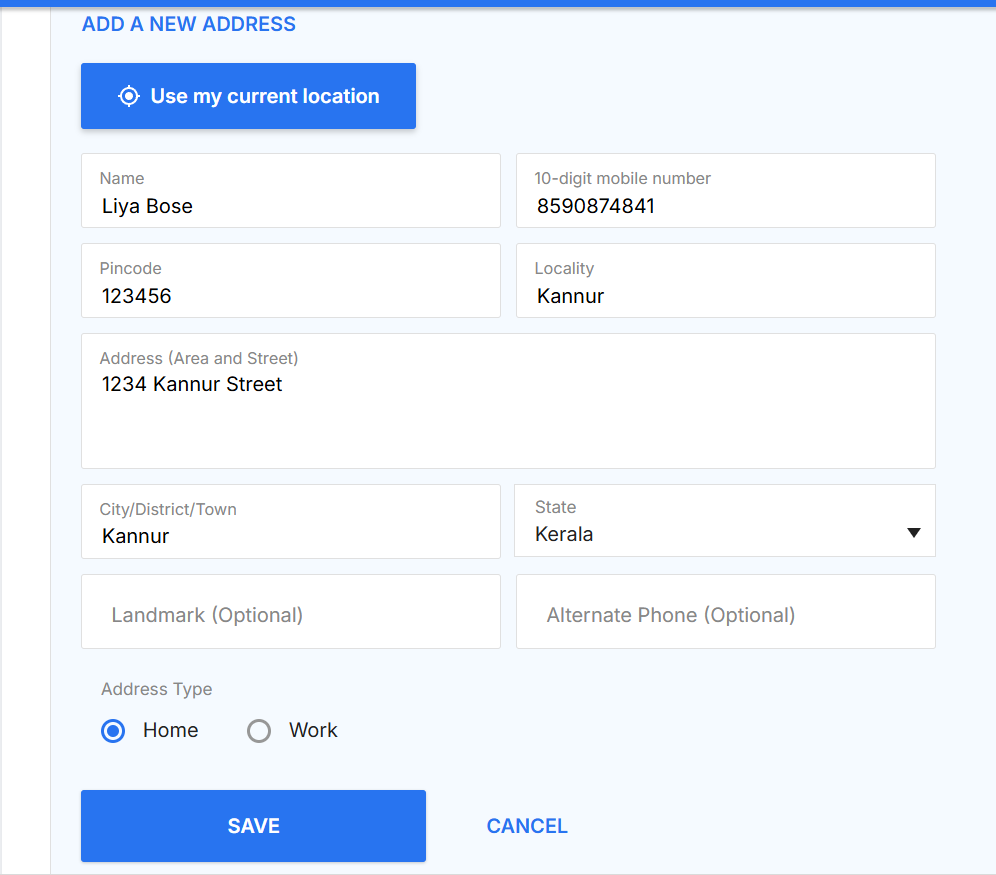 ADD A NEW ADDRESS
Use my current location
Name
Liya Bose
10-digit mobile number
8590874841
Pincode
123456
Locality
Kannur
Address (Area and Street)
1234 Kannur Street
City/District/Town
Kannur
State
Kerala
Landmark (Optional)
Alternate Phone (Optional)
Address Type
Home
Work
SAVE
CANCEL